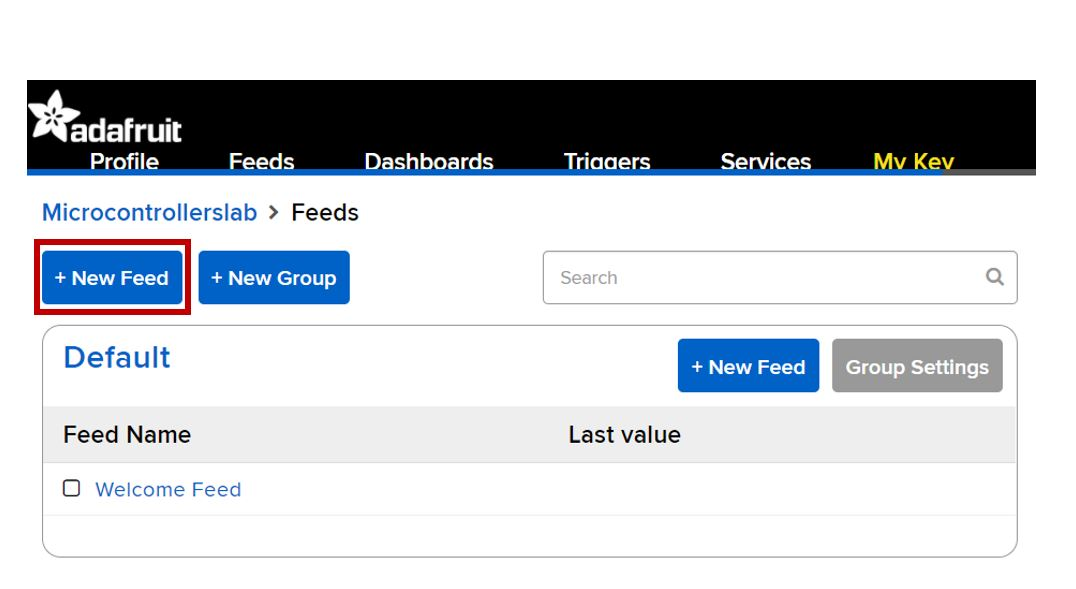 adafruit
Profile Feeds Dashboards Triggers Services My Key
Microcontrollerslab > Feeds
+ New Feed + New Group Search
Default + New Feed Group Settings
Feed Name Last value
Welcome Feed